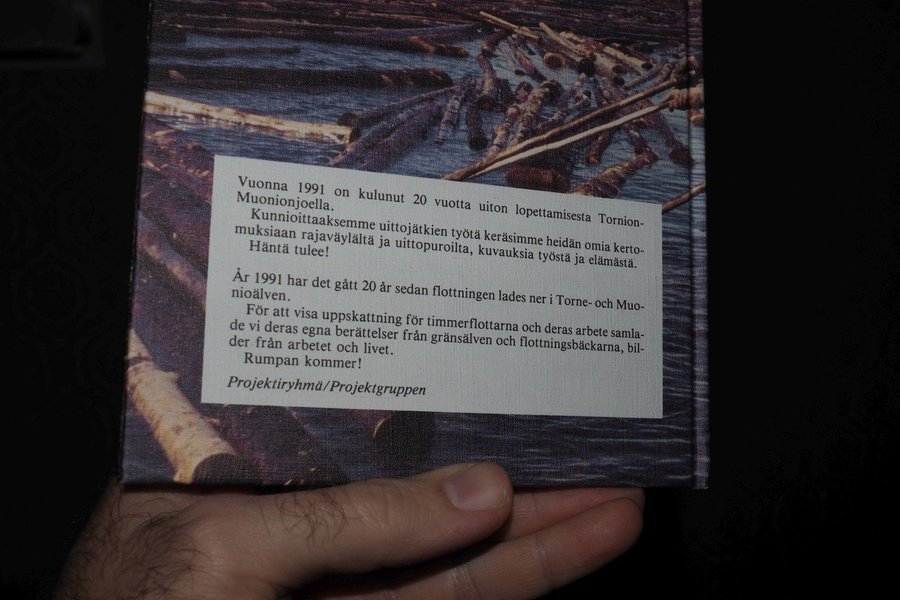 Vuonna 1991 on kulunut 20 vuotta uiton lopettamisesta Tornion-
Muonionjoella.
Kunnioittaaksemme uittojätkien työtä keräsimme heidän omia kerto-
muksiaan rajaväylältä ja uittopuroilta, kuvauksia työstä ja elämästä.
Häntä tulee!
År 1991 har det gått 20 år sedan flottningen lades ner i Torne- och Muo-
nioälven.
För att visa uppskattning för timmerflottarna och deras arbete samla-
de vi deras egna berättelser från gränsälven och flottningsbäckarna, bil-
der från arbetet och livet.
Rumpan kommer!
Projektiryhmä/Projektgruppen